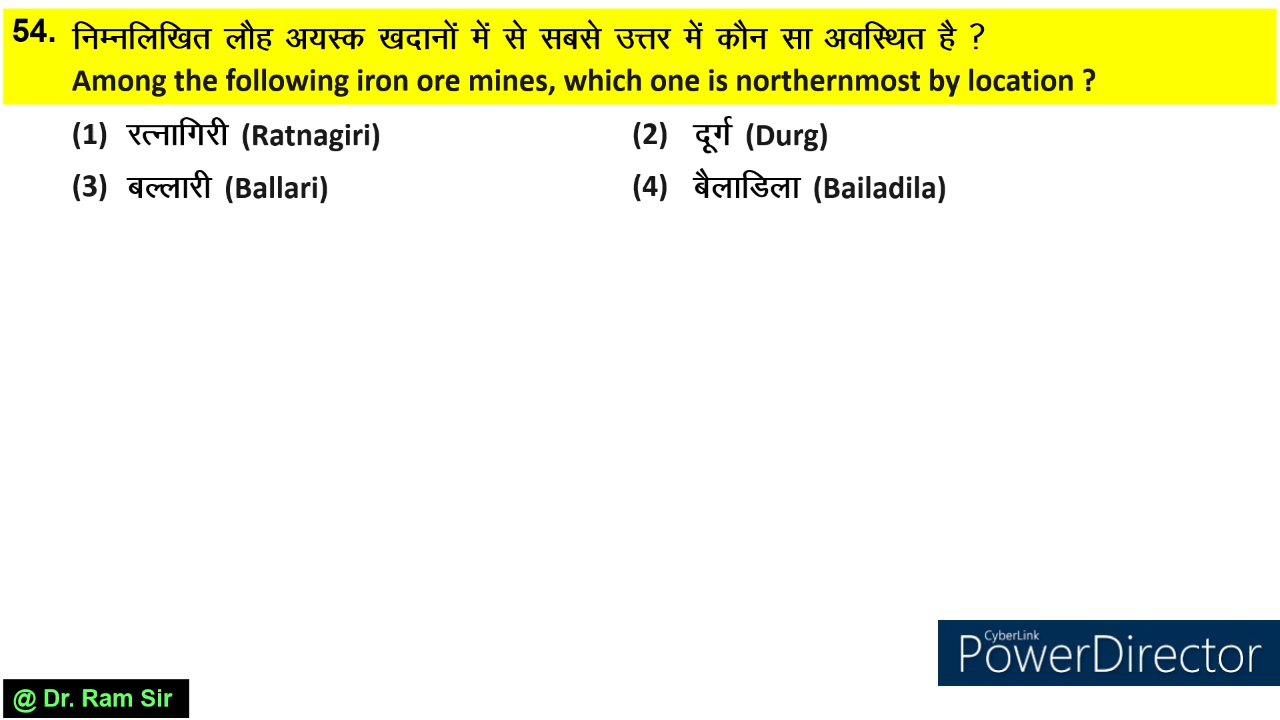 54. निम्नलिखित लौह अयस्क खदानों में से सबसे उत्तर में कौन सा अवस्थित है ?
Among the following iron ore mines, which one is northernmost by location ?
(1) रत्नागिरी (Ratnagiri) (2) दूर्ग (Durg)
(3) बल्लारी (Ballari) (4) बैलाडिला (Bailadila)
CyberLink
PowerDirector
@ Dr. Ram Sir